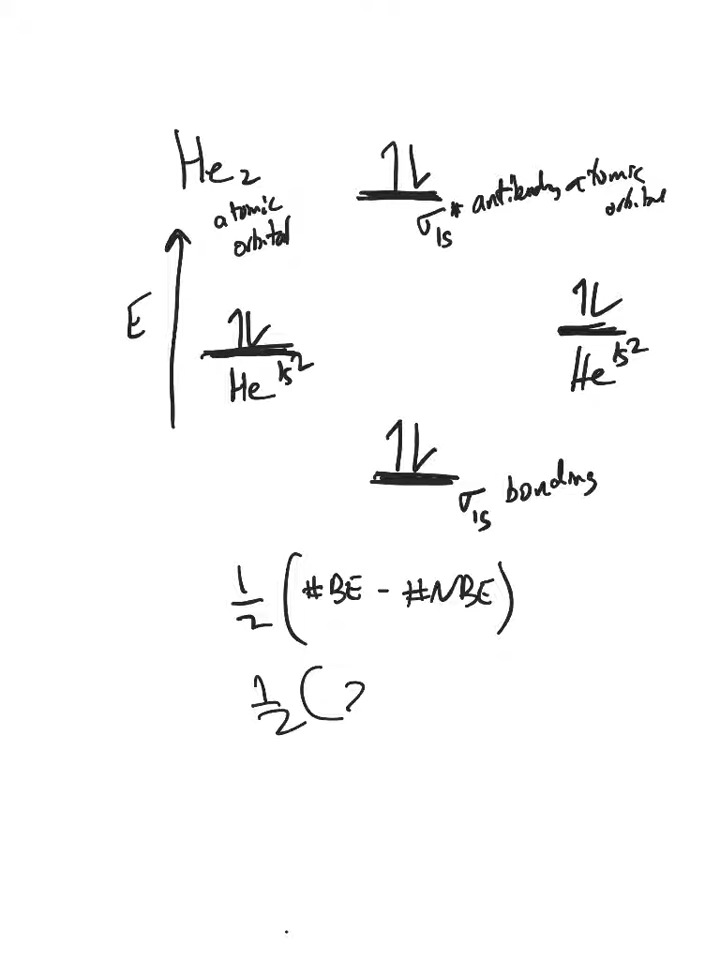 He₂
atomic
orbital
E
1s
He 1s²
σ1s* antibonding atomic
orbital
He 1s²
σ1s bonding
1/2 (#BE - #NBE)
1/2 (2